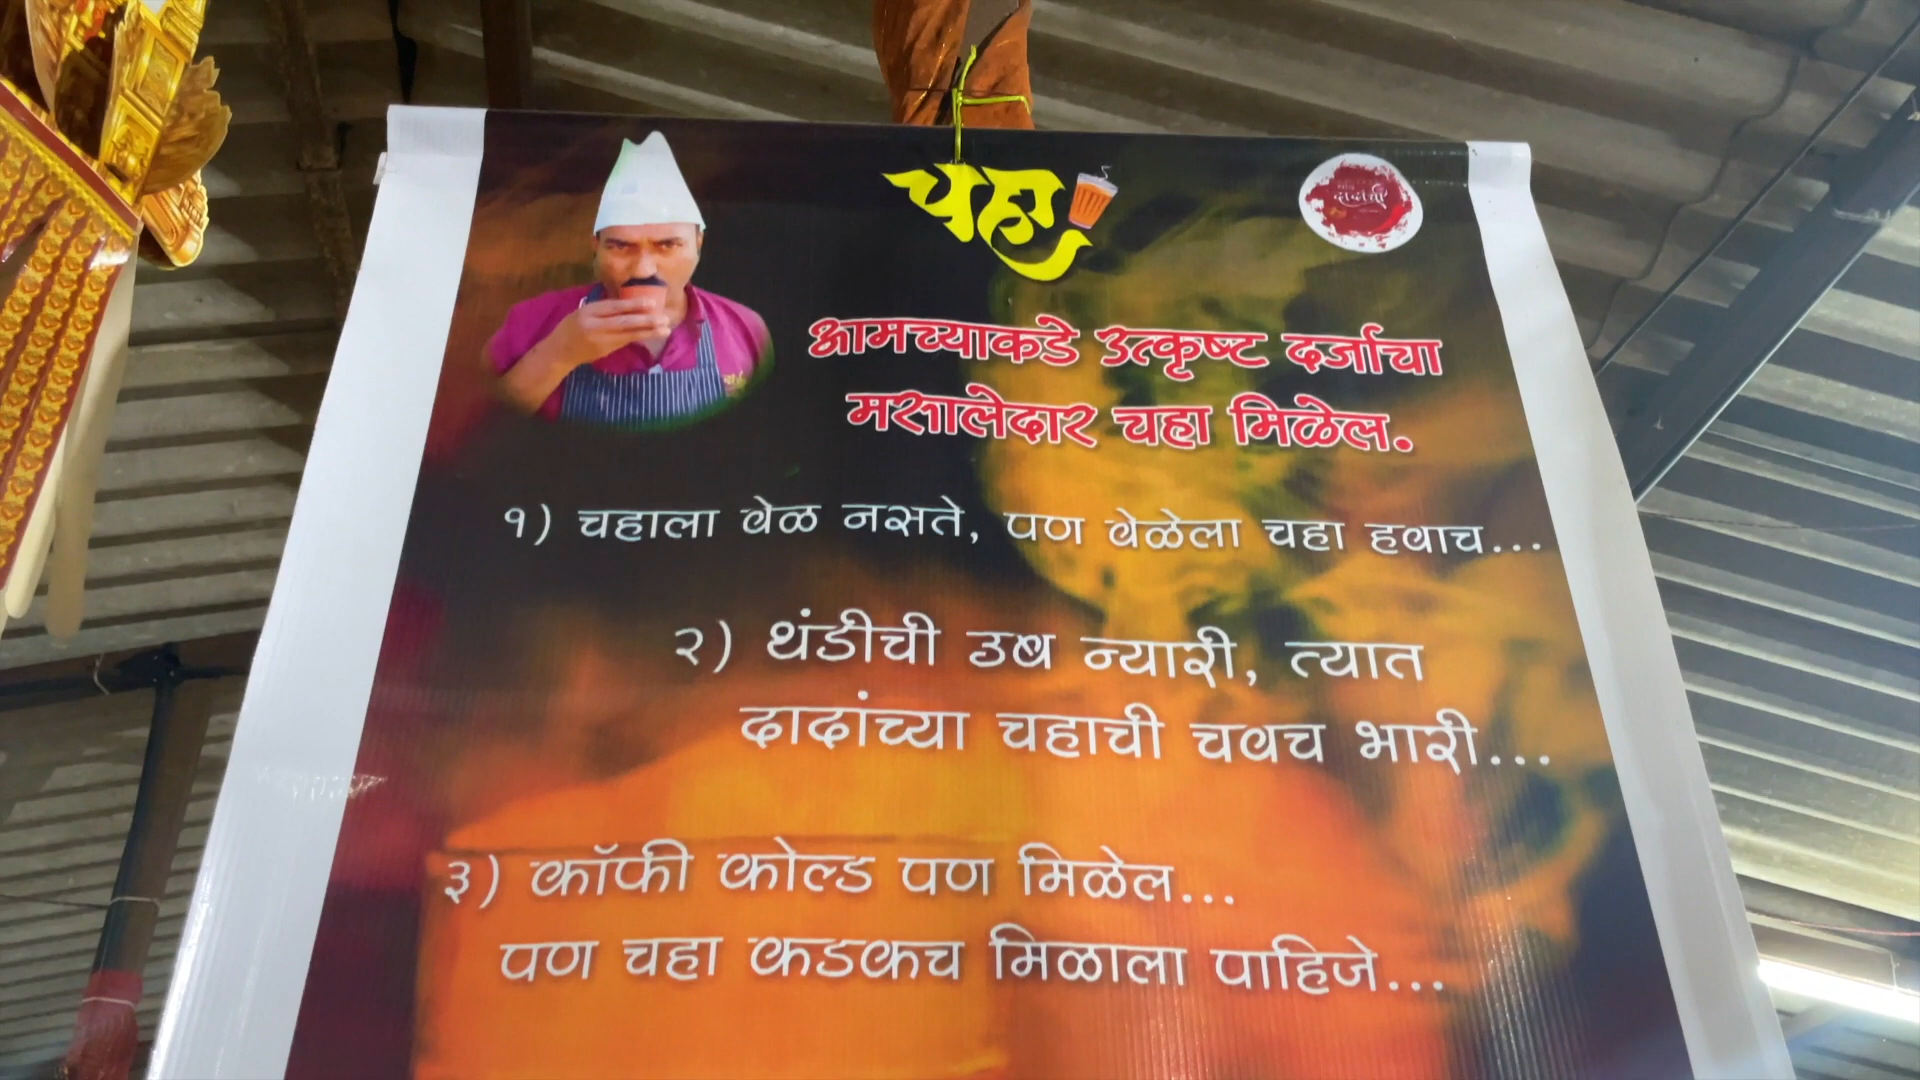 चहा
आमच्याकडे उत्कृष्ट दर्जाचा
मसालेदार चहा मिळेल.
१) चहाला वेळ नसते, पण वेळेला चहा हवाच...
२) थंडीची उब न्यारी, त्यात
दादांच्या चहाची चवच भारी...
३) कॉफी कोल्ड पण मिळेल...
पण चहा कडकच मिळाला पाहिजे...